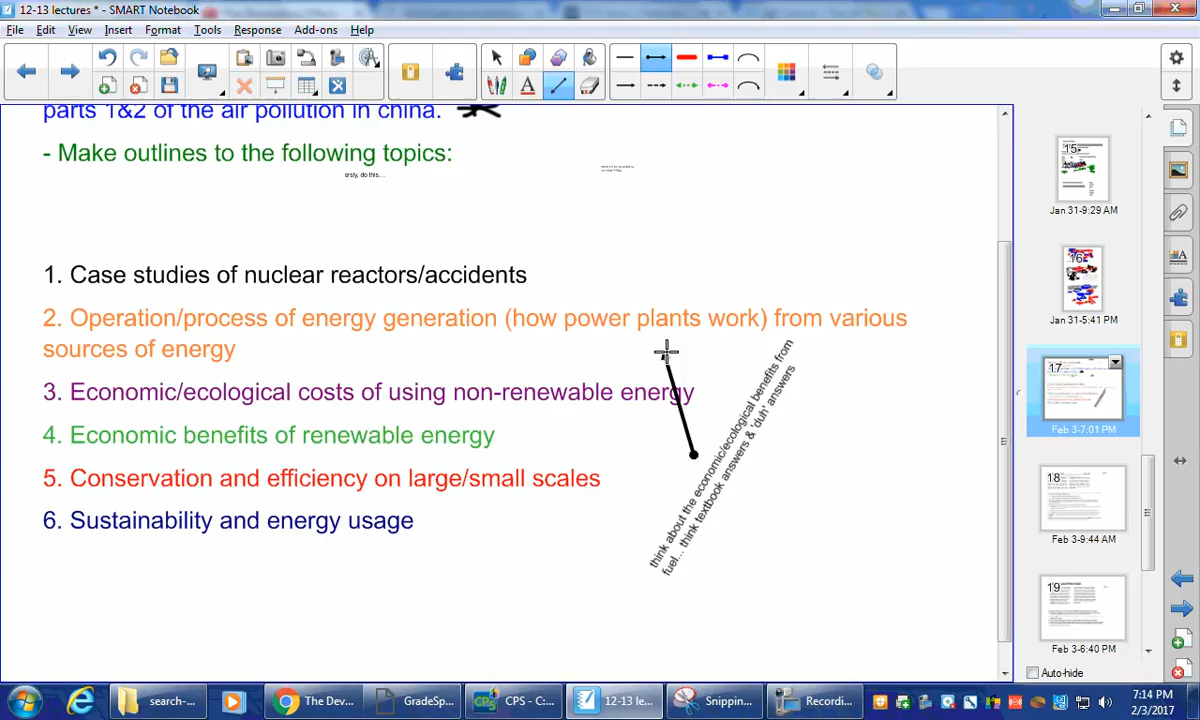 12-13 lectures * - SMART Notebook
File Edit View Insert Format Tools Response Add-ons Help
parts 1&2 of the air pollution in china.
- Make outlines to the following topics:
srsly, do this...
1. Case studies of nuclear reactors/accidents
2. Operation/process of energy generation (how power plants work) from various
sources of energy
3. Economic/ecological costs of using non-renewable energy
4. Economic benefits of renewable energy
5. Conservation and efficiency on large/small scales
6. Sustainability and energy usage
think about the economic/ecological benefits from
fuel... think textbook answers & 'duh' answers
15
Jan 31-9:29 AM
16
Jan 31-5:41 PM
17
Feb 3-7:01 PM
18
Feb 3-9:44 AM
19
Feb 3-6:40 PM
Auto-hide
search-...
The Dev...
GradeSp...
CPS - C:...
12-13 le...
Snippin...
Recordi...
7:14 PM
2/3/2017